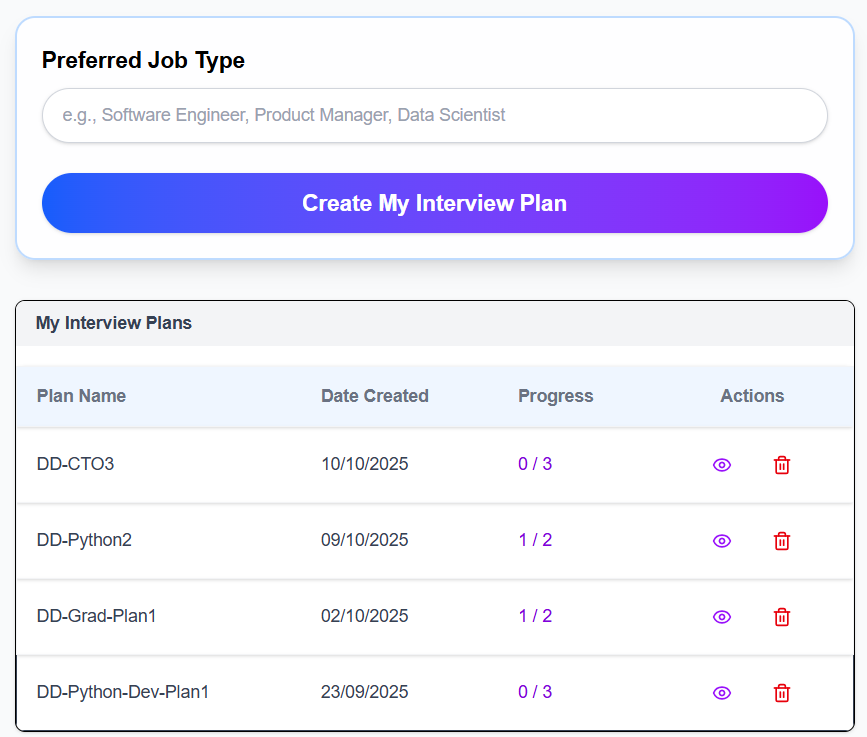 Preferred Job Type
e.g., Software Engineer, Product Manager, Data Scientist
Create My Interview Plan
My Interview Plans
Plan Name Date Created Progress Actions
DD-CTO3 10/10/2025 0 / 3
DD-Python2 09/10/2025 1 / 2
DD-Grad-Plan1 02/10/2025 1 / 2
DD-Python-Dev-Plan1 23/09/2025 0 / 3